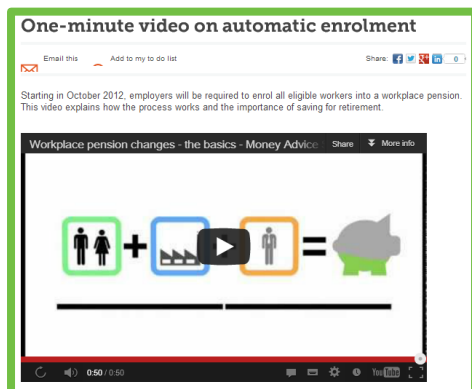 One-minute video on automatic enrolment
Email this Add to my to do list Share: 0
Starting in October 2012, employers will be required to enrol all eligible workers into a workplace pension.
This video explains how the process works and the importance of saving for retirement.
Workplace pension changes - the basics - Money Advice Share More info
0:50 / 0:50 YouTube